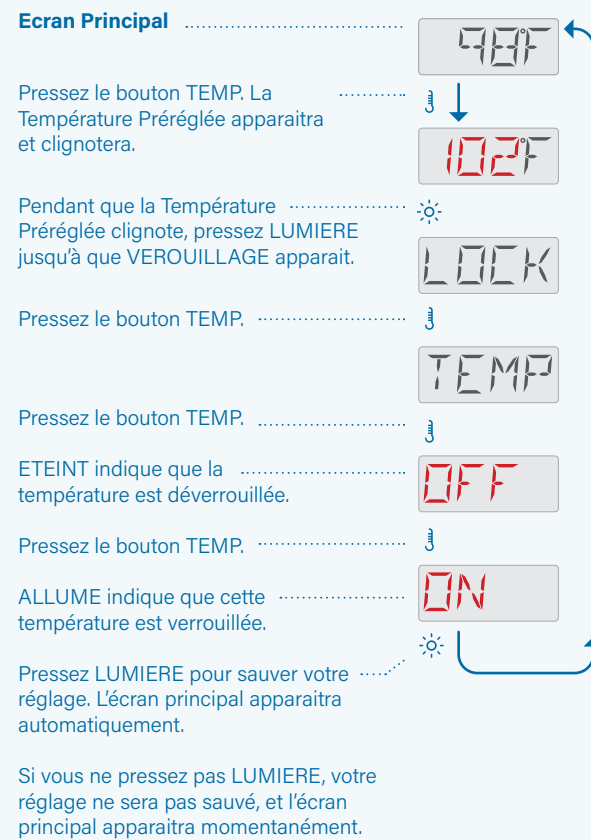 Ecran Principal
98°F
Pressez le bouton TEMP. La
Température Préréglée apparaitra
et clignotera.
102°F
Pendant que la Température
Préréglée clignote, pressez LUMIERE
jusqu'à que VEROUILLAGE apparait.
LOCK
Pressez le bouton TEMP.
TEMP
Pressez le bouton TEMP.
ETEINT indique que la
température est déverrouillée.
OFF
Pressez le bouton TEMP.
ALLUME indique que cette
température est verrouillée.
ON
Pressez LUMIERE pour sauver votre
réglage. L'écran principal apparaitra
automatiquement.
Si vous ne pressez pas LUMIERE, votre
réglage ne sera pas sauvé, et l'écran
principal apparaitra momentanément.